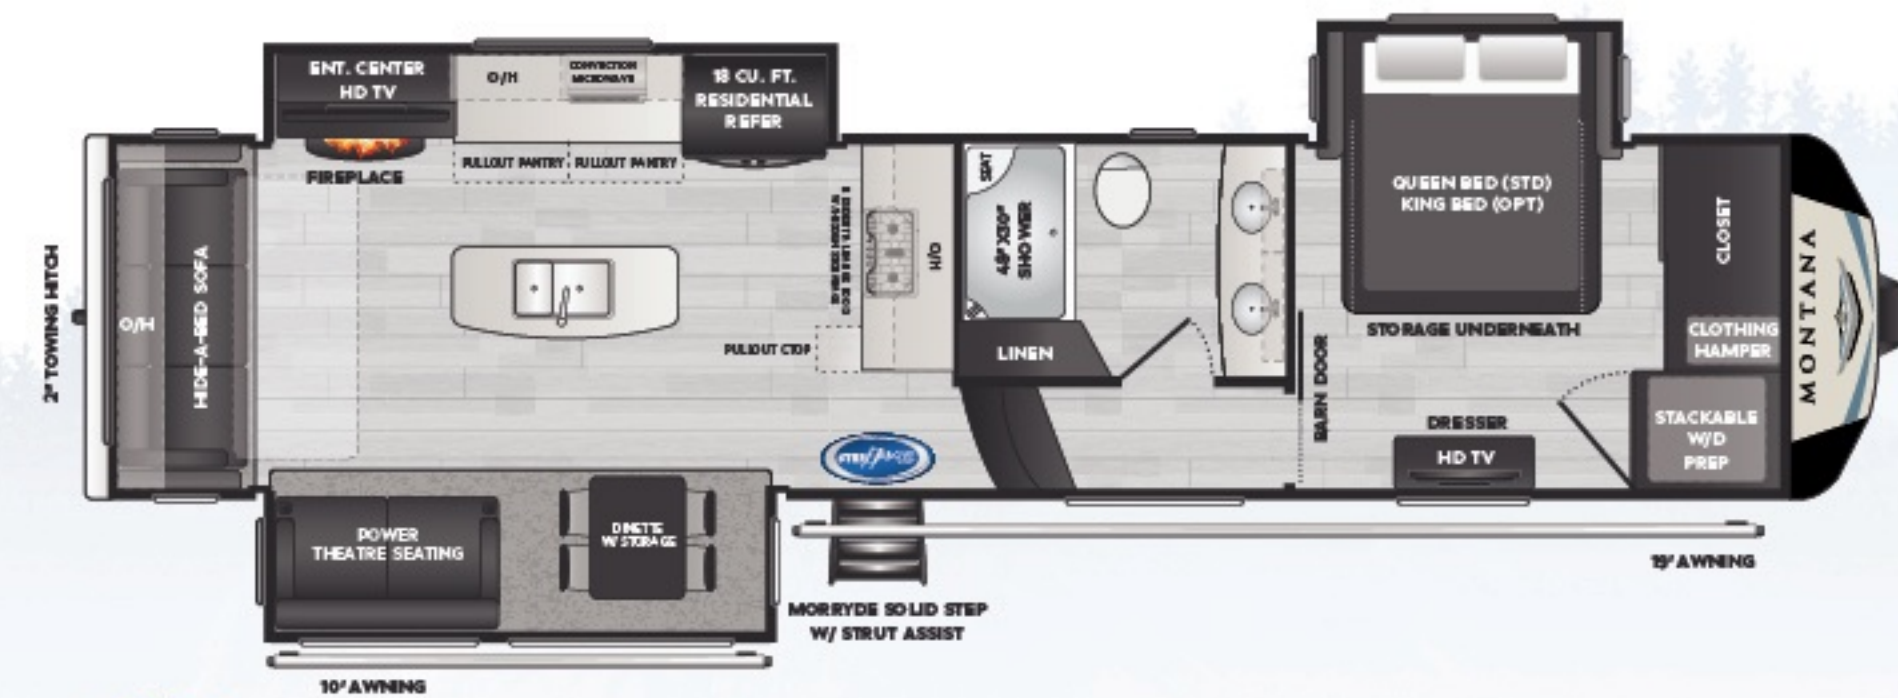 ENT. CENTER
HD TV
O/H
CONVECTION
MICROWAVE
18 CU. FT.
RESIDENTIAL
REFER
FIREPLACE
PULLOUT PANTRY
PULLOUT PANTRY
2" TOWING HITCH
O/H
HIDE-A-BED SOFA
O/H
PULLOUT CTOP
SEAT
48"X30"
SHOWER
LINEN
BARN DOOR
QUEEN BED (STD)
KING BED (OPT)
STORAGE UNDERNEATH
CLOSET
CLOTHING
HAMPER
MONTANA
STACKABLE
W/D
PREP
DRESSER
HD TV
POWER
THEATRE SEATING
DINETTE
W/ STORAGE
MORRYDE SOLID STEP
W/ STRUT ASSIST
10' AWNING
19' AWNING